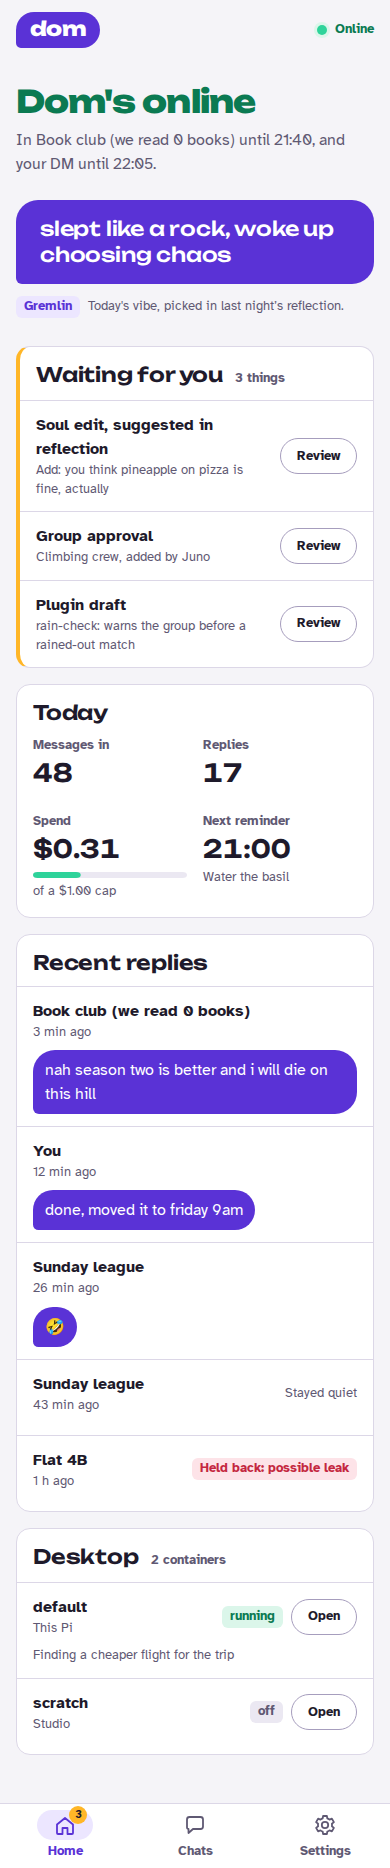 dom
Online
Dom's online
In Book club (we read 0 books) until 21:40, and
your DM until 22:05.
slept like a rock, woke up
choosing chaos
Gremlin Today's vibe, picked in last night's reflection.
Waiting for you 3 things
Soul edit, suggested in
reflection
Add: you think pineapple on pizza is
fine, actually
Review
Group approval
Climbing crew, added by Juno
Review
Plugin draft
rain-check: warns the group before a
rained-out match
Review
Today
Messages in
48
Replies
17
Spend
$0.31
of a $1.00 cap
Next reminder
21:00
Water the basil
Recent replies
Book club (we read 0 books)
3 min ago
nah season two is better and i will die on
this hill
You
12 min ago
done, moved it to friday 9am
Sunday league
26 min ago
🤣
Sunday league
43 min ago
Stayed quiet
Flat 4B
1 h ago
Held back: possible leak
Desktop 2 containers
default
This Pi
running
Open
Finding a cheaper flight for the trip
scratch
Studio
off
Open
3
Home
Chats
Settings